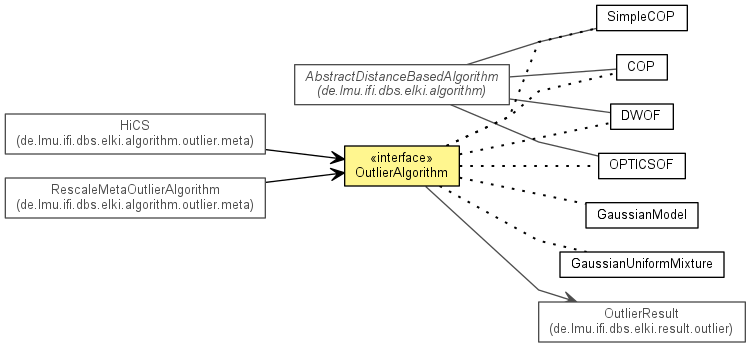 SimpleCOP
AbstractDistanceBasedAlgorithm
(de.lmu.ifi.dbs.elki.algorithm)
COP
DWOF
HiCS
(de.lmu.ifi.dbs.elki.algorithm.outlier.meta)
«interface»
OutlierAlgorithm
OPTICSOF
RescaleMetaOutlierAlgorithm
(de.lmu.ifi.dbs.elki.algorithm.outlier.meta)
GaussianModel
GaussianUniformMixture
OutlierResult
(de.lmu.ifi.dbs.elki.result.outlier)